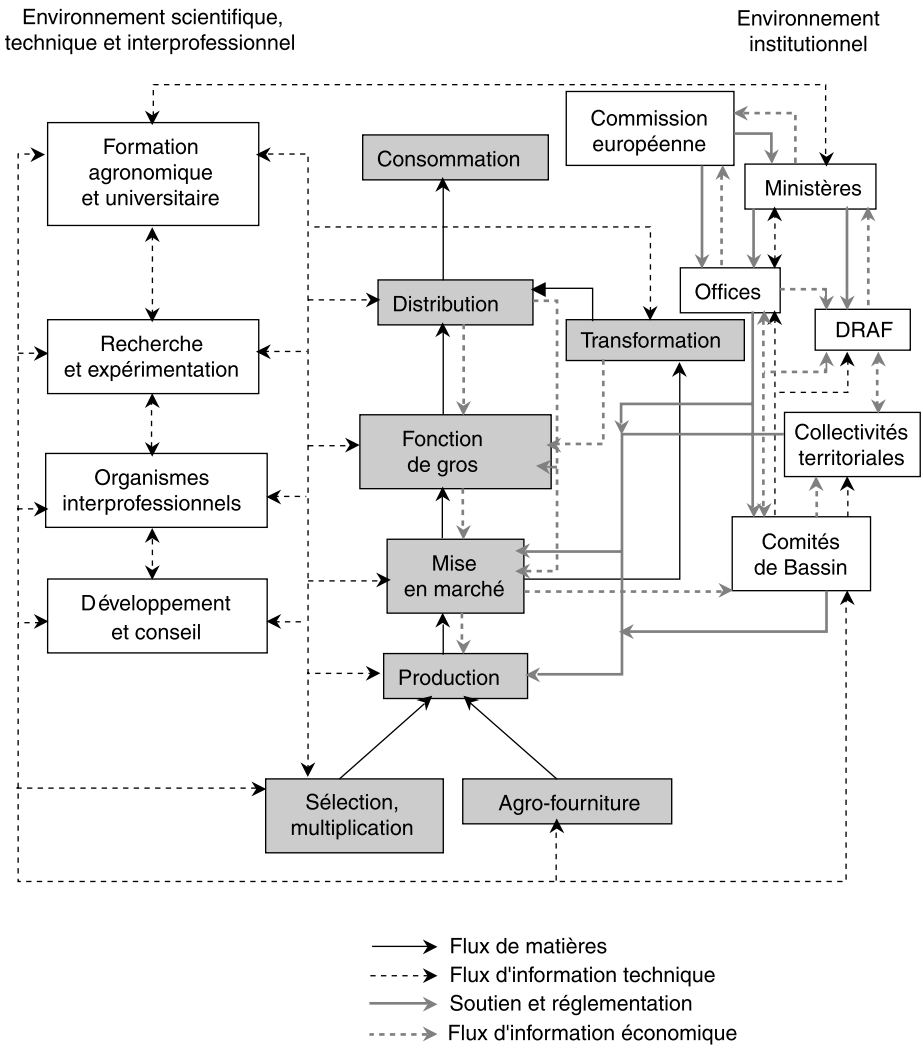 Environnement scientifique,
technique et interprofessionnel
Environnement
institutionnel
Formation
agronomique
et universitaire
Commission
européenne
Consommation
Ministères
Offices
Distribution
DRAF
Recherche
et expérimentation
Transformation
Fonction
de gros
Collectivités
territoriales
Organismes
interprofessionnels
Mise
en marché
Comités
de Bassin
Développement
et conseil
Production
Sélection,
multiplication
Agro-fourniture
Flux de matières
Flux d'information technique
Soutien et réglementation
Flux d'information économique